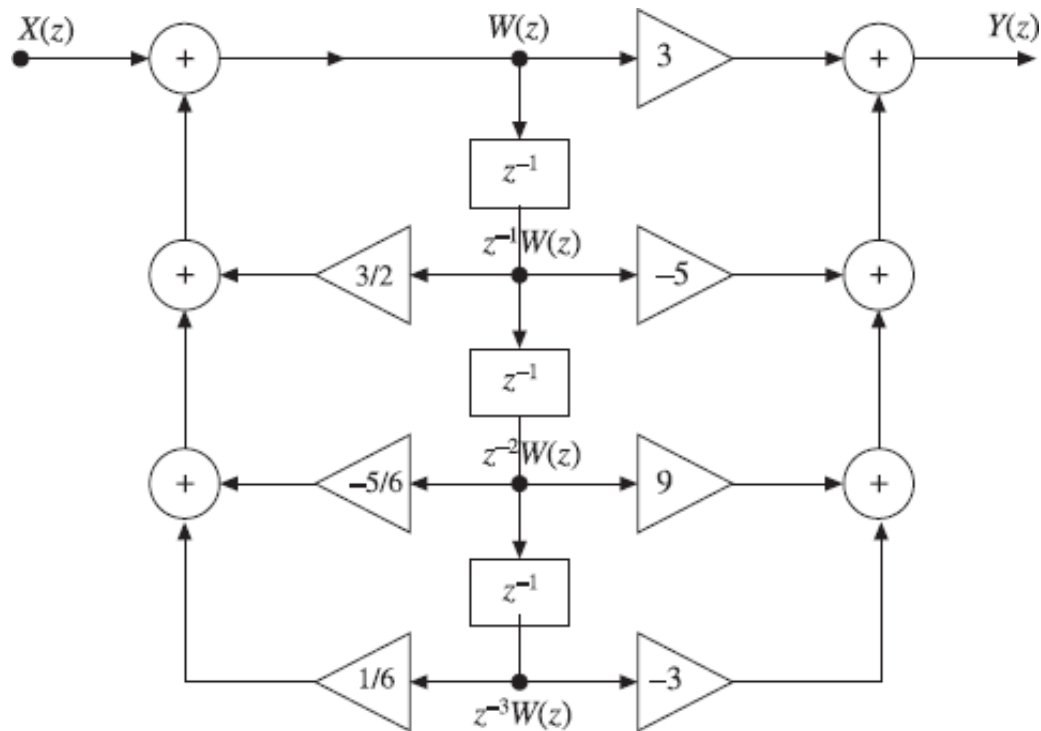 X(z)
W(z)
Y(z)
+
3
+
z⁻¹
z⁻¹W(z)
+
3/2
−5
+
z⁻¹
z⁻²W(z)
+
−5/6
9
+
z⁻¹
1/6
−3
z⁻³W(z)